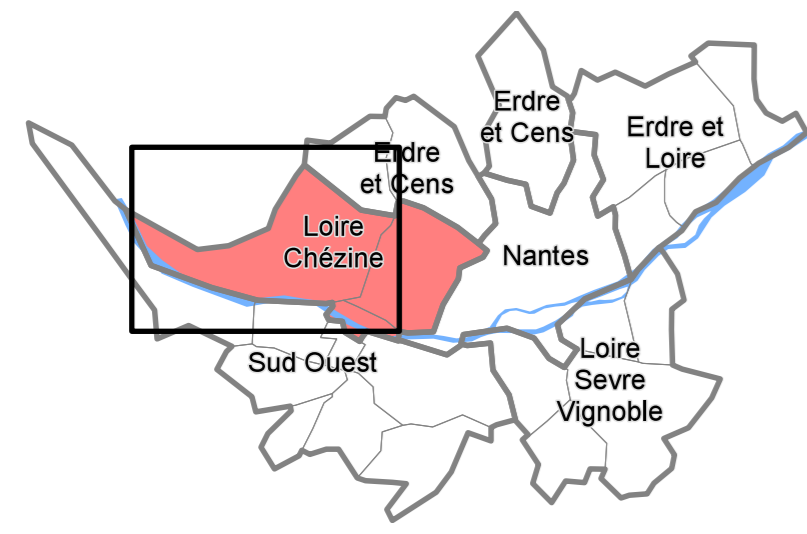 Erdre
et Cens
Erdre et
Loire
Erdre
et Cens
Loire
Chézine
Nantes
Sud Ouest
Loire
Sevre
Vignoble